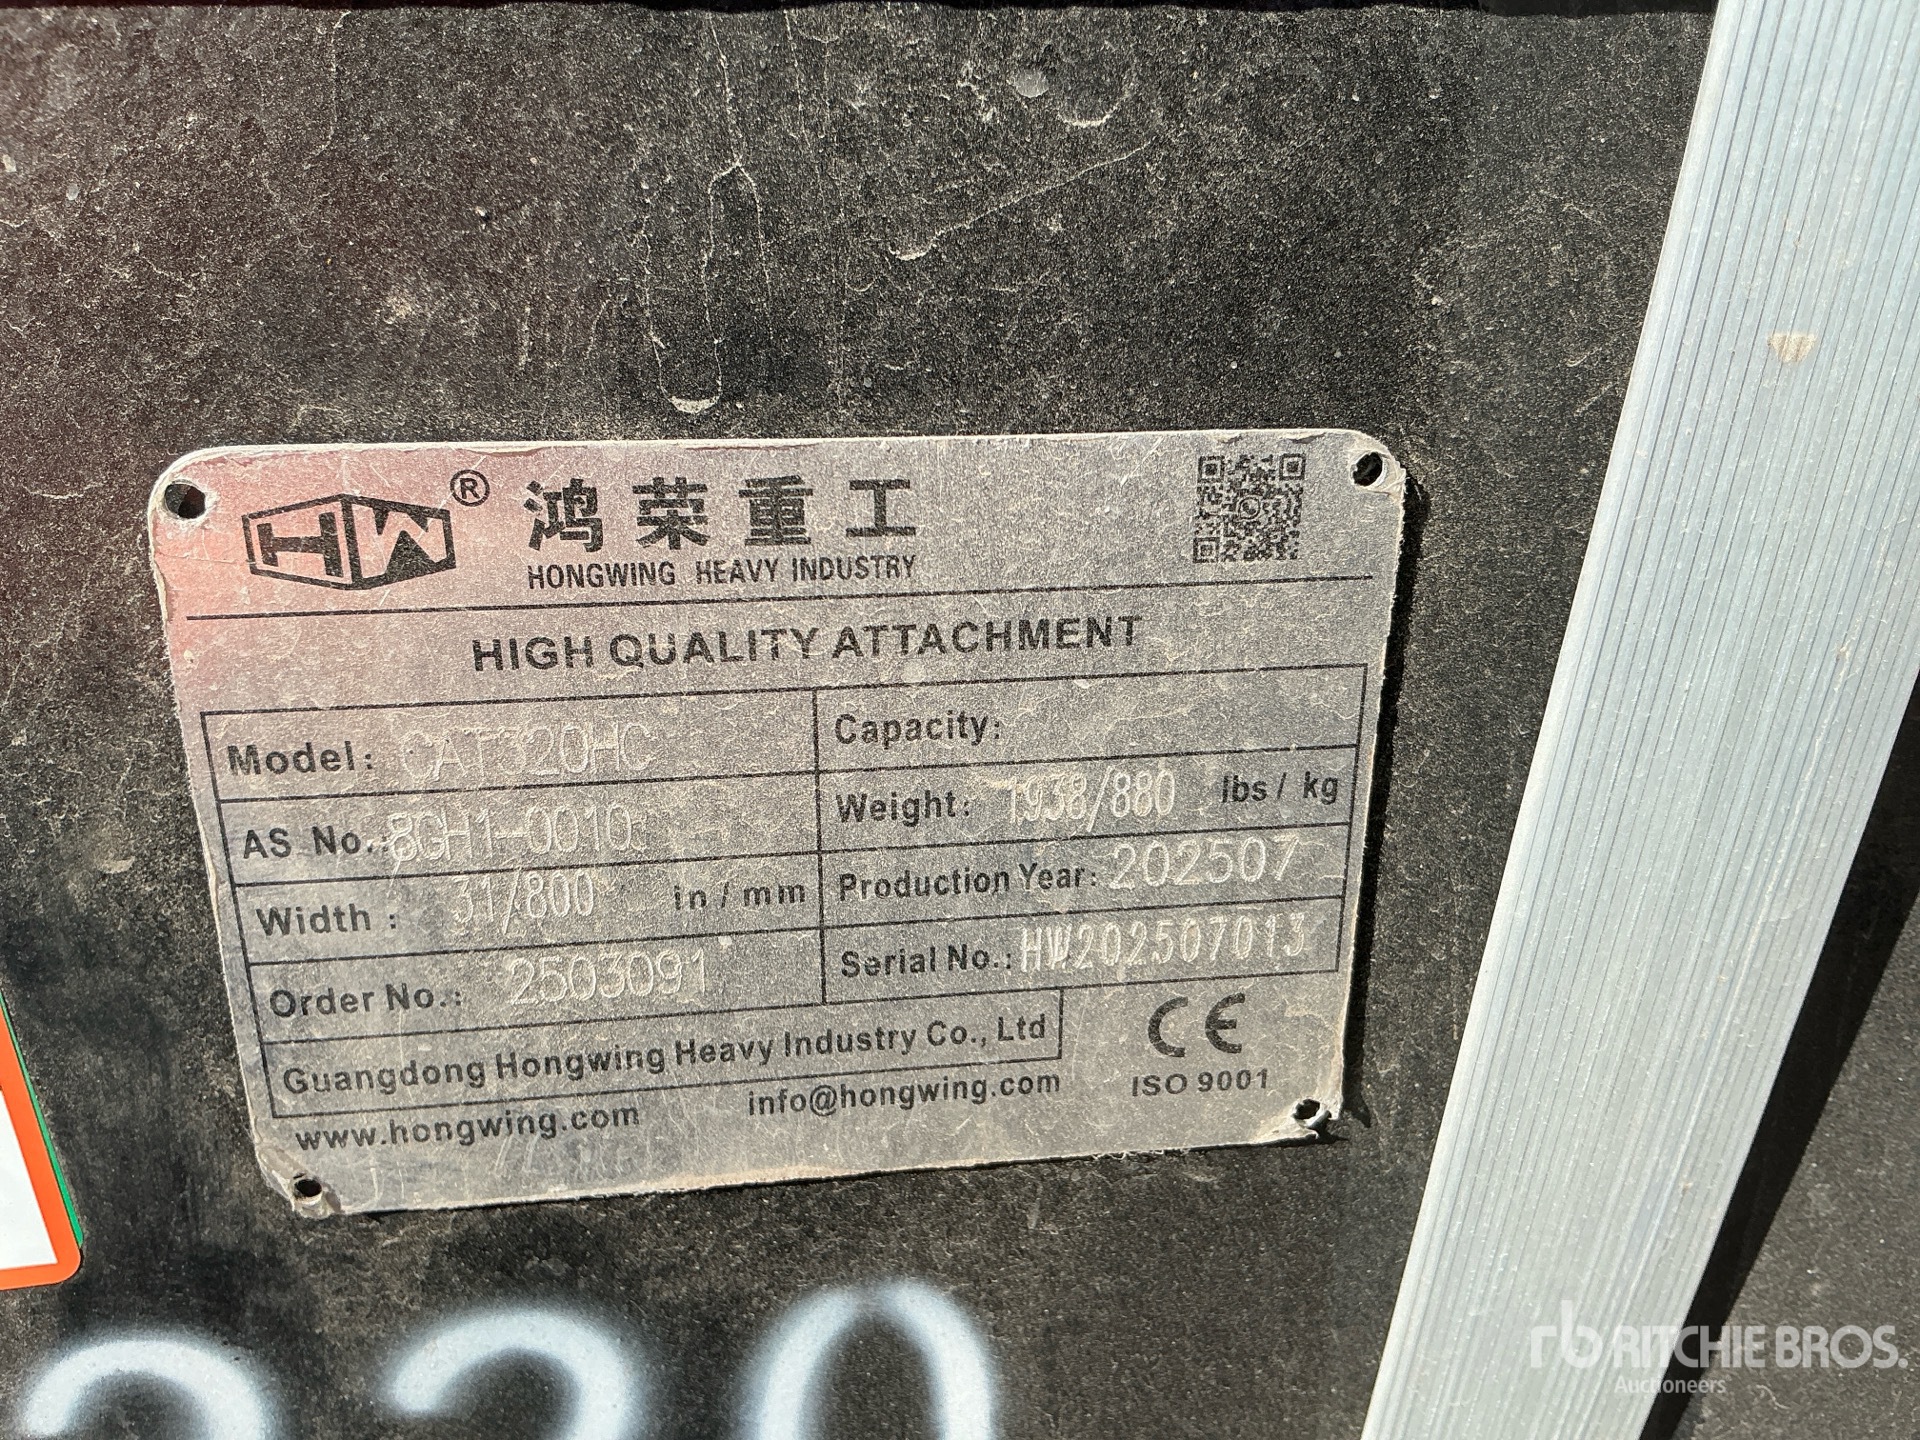 HW® 鸿荣重工
HONGWING HEAVY INDUSTRY
HIGH QUALITY ATTACHMENT
Model: CAT320HC
Capacity:
AS No.: 8GH1-0010
Weight: 1938/880 lbs / kg
Width: 31/800 in / mm
Production Year: 202507
Order No.: 2503091
Serial No.: HW202507013
Guangdong Hongwing Heavy Industry Co., Ltd
CE
www.hongwing.com info@hongwing.com ISO 9001
rb RITCHIE BROS.
Auctioneers